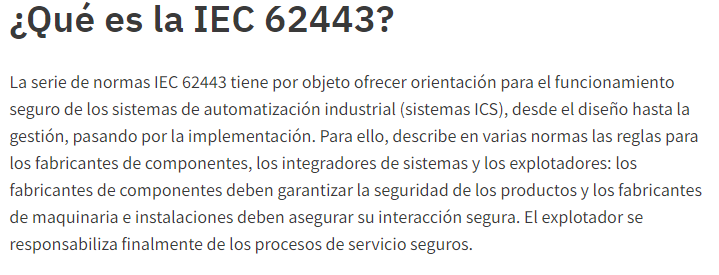 ¿Qué es la IEC 62443?
La serie de normas IEC 62443 tiene por objeto ofrecer orientación para el funcionamiento
seguro de los sistemas de automatización industrial (sistemas ICS), desde el diseño hasta la
gestión, pasando por la implementación. Para ello, describe en varias normas las reglas para
los fabricantes de componentes, los integradores de sistemas y los explotadores: los
fabricantes de componentes deben garantizar la seguridad de los productos y los fabricantes
de maquinaria e instalaciones deben asegurar su interacción segura. El explotador se
responsabiliza finalmente de los procesos de servicio seguros.